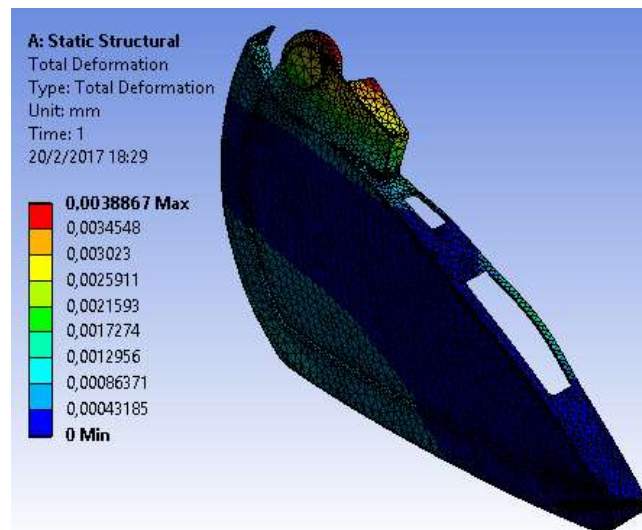 A: Static Structural
Total Deformation
Type: Total Deformation
Unit: mm
Time: 1
20/2/2017 18:29
0,0038867 Max
0,0034548
0,003023
0,0025911
0,0021593
0,0017274
0,0012956
0,00086371
0,00043185
0 Min